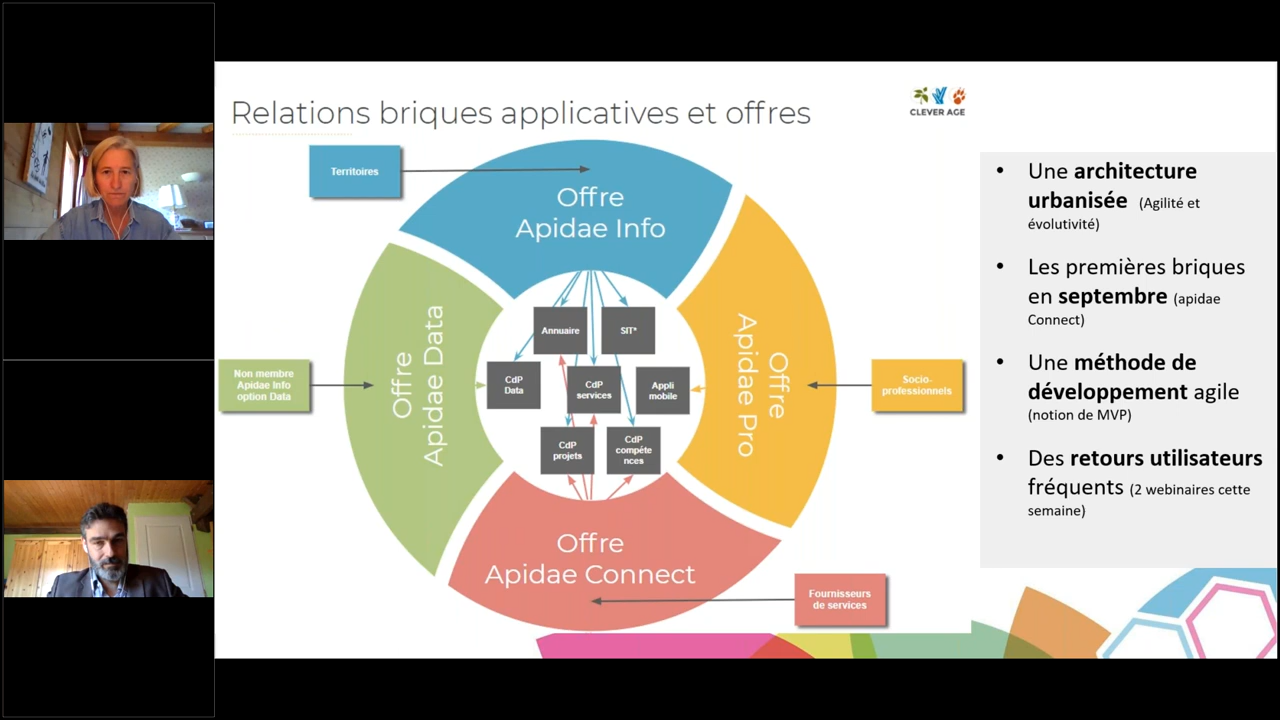 Relations briques applicatives et offres
CLEVER AGE
Territoires
Offre
Apidae Info
Offre
Apidae Data
Offre
Apidae Pro
Annuaire
SIT*
CdP
Data
CdP
services
Appli
mobile
CdP
projets
CdP
compéte
nces
Non membre
Apidae Info
option Data
Socio-
professionnels
Offre
Apidae Connect
Fournisseurs
de services
• Une architecture
urbanisée (Agilité et
évolutivité)
• Les premières briques
en septembre (apidae
Connect)
• Une méthode de
développement agile
(notion de MVP)
• Des retours utilisateurs
fréquents (2 webinaires cette
semaine)